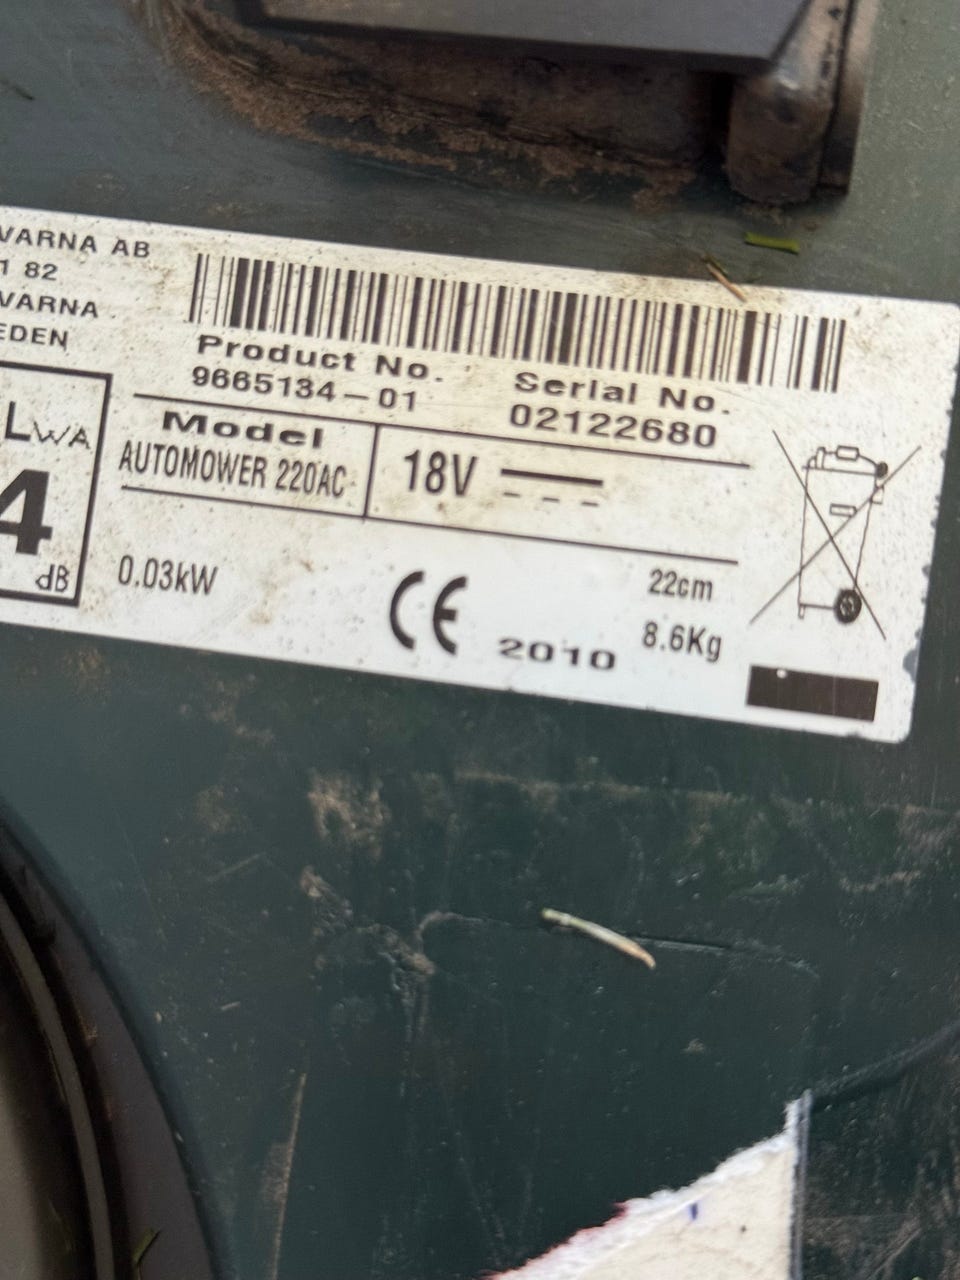 VARNA AB
1 82
VARNA
EDEN
Product No.
9665134-01
Serial No.
02122680
Model
AUTOMOWER 220AC
18V
LWA
4
dB
0.03kW
CE
2010
22cm
8.6Kg